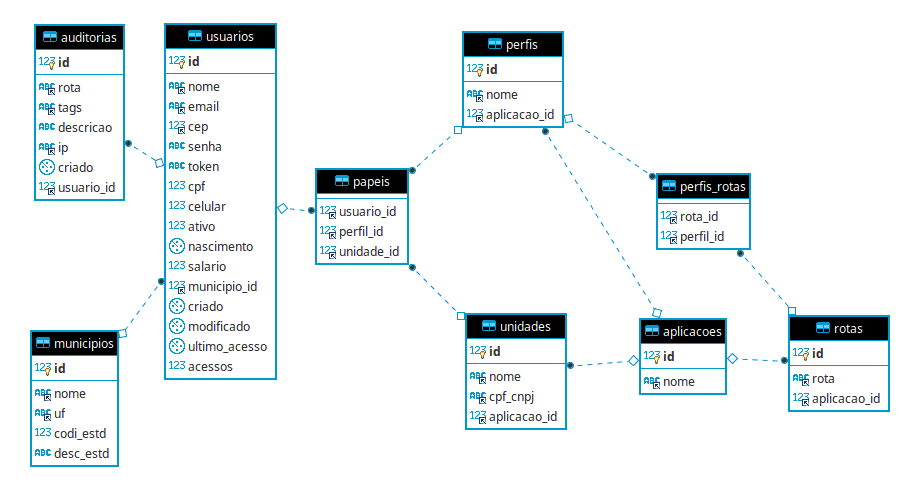 auditorias
123 id
ABC rota
ABC tags
ABC descricao
ABC ip
criado
123 usuario_id
usuarios
123 id
ABC nome
ABC email
123 cep
ABC senha
ABC token
123 cpf
123 celular
123 ativo
nascimento
123 salario
123 municipio_id
criado
modificado
ultimo_acesso
123 acessos
municipios
123 id
ABC nome
ABC uf
123 codi_estd
ABC desc_estd
papeis
123 usuario_id
123 perfil_id
123 unidade_id
perfis
123 id
ABC nome
123 aplicacao_id
perfis_rotas
123 rota_id
123 perfil_id
unidades
123 id
ABC nome
ABC cpf_cnpj
123 aplicacao_id
aplicacoes
123 id
ABC nome
rotas
123 id
ABC rota
123 aplicacao_id